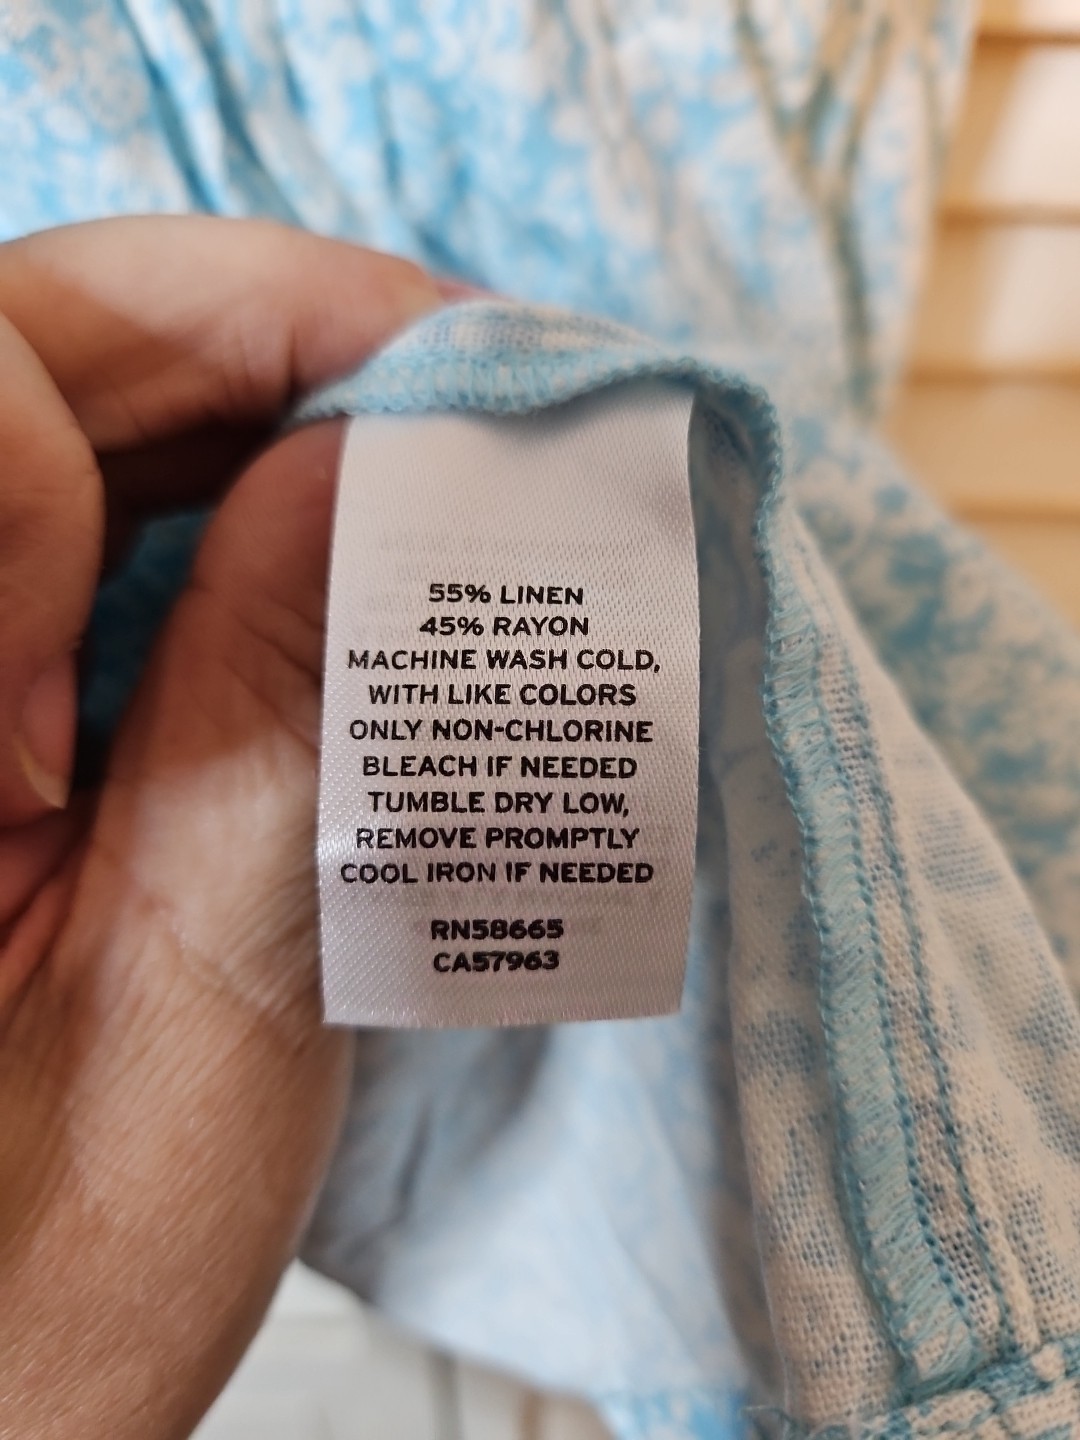 55% LINEN
45% RAYON
MACHINE WASH COLD,
WITH LIKE COLORS
ONLY NON-CHLORINE
BLEACH IF NEEDED
TUMBLE DRY LOW,
REMOVE PROMPTLY
COOL IRON IF NEEDED
RN58665
CA57963